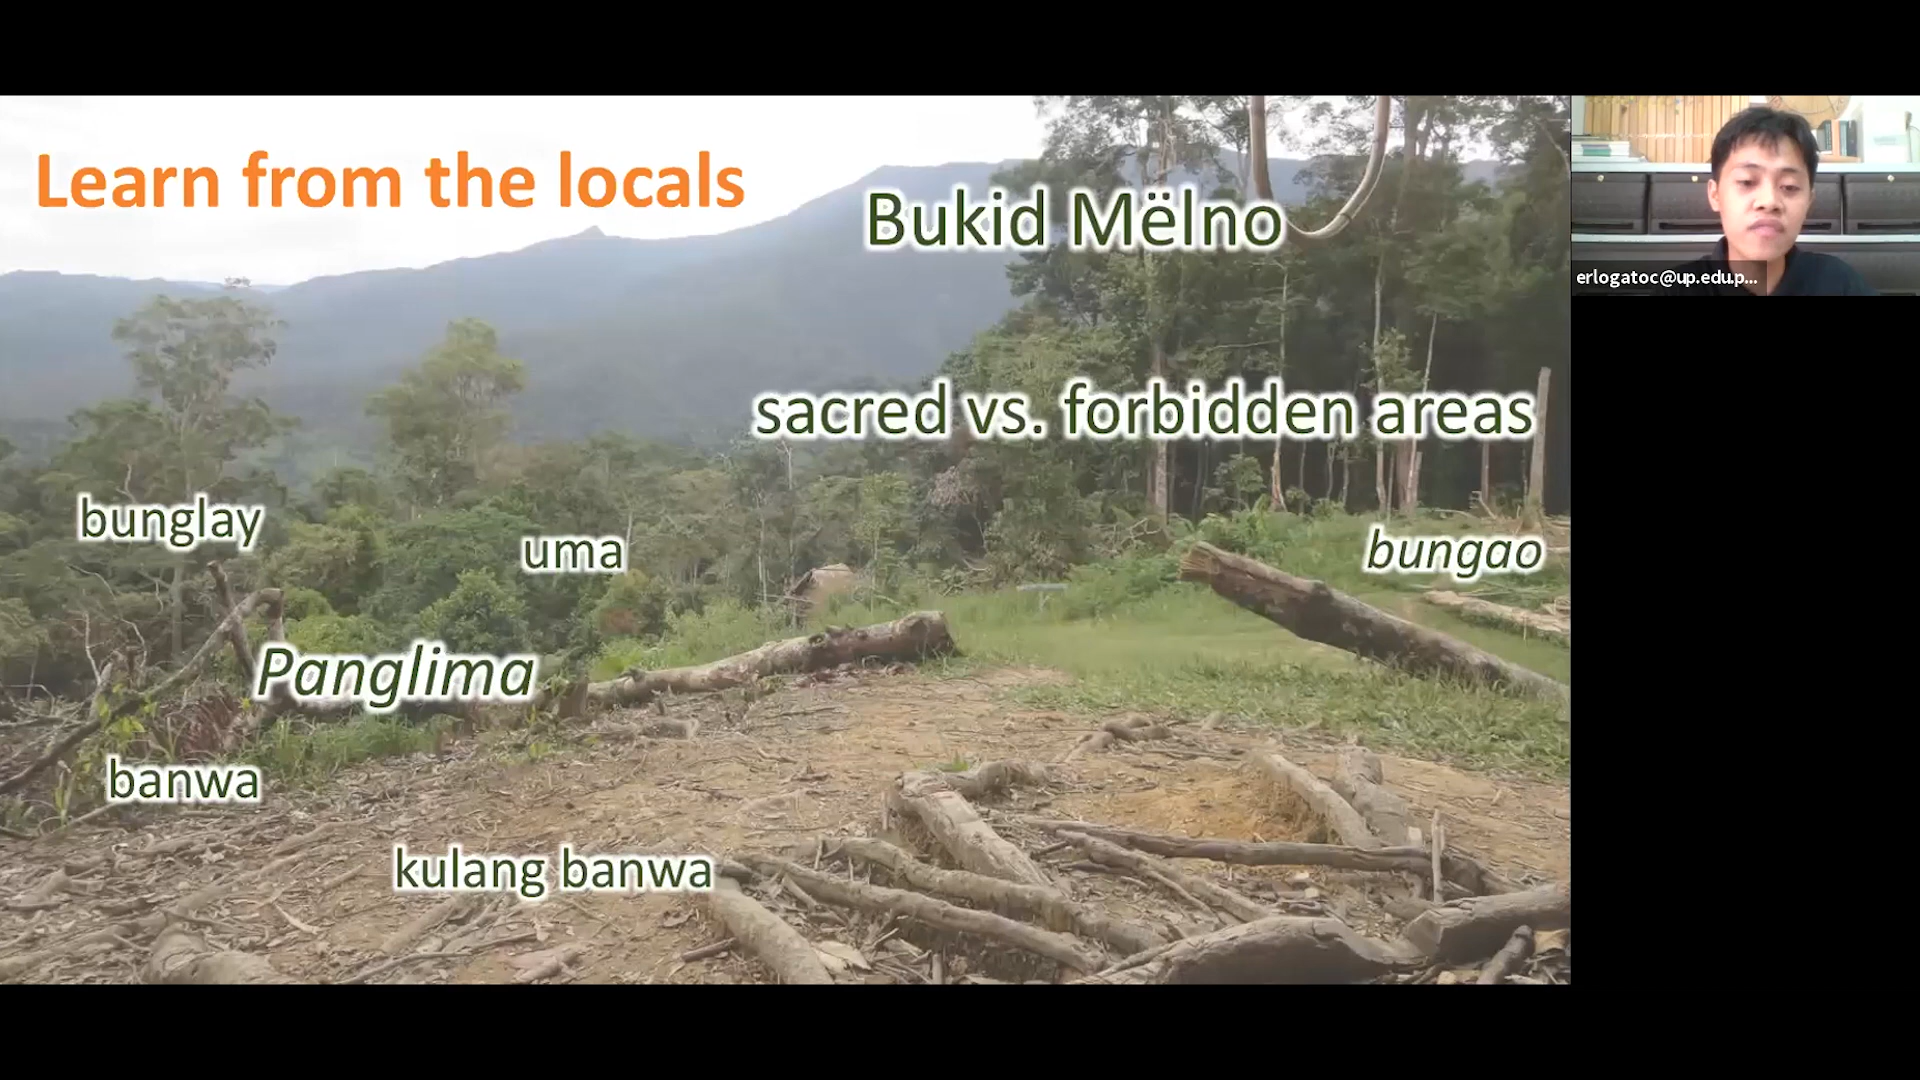 Learn from the locals
Bukid Mëlno
sacred vs. forbidden areas
bunglay
uma
bungao
Panglima
banwa
kulang banwa
erlogatoc@up.edu.p...